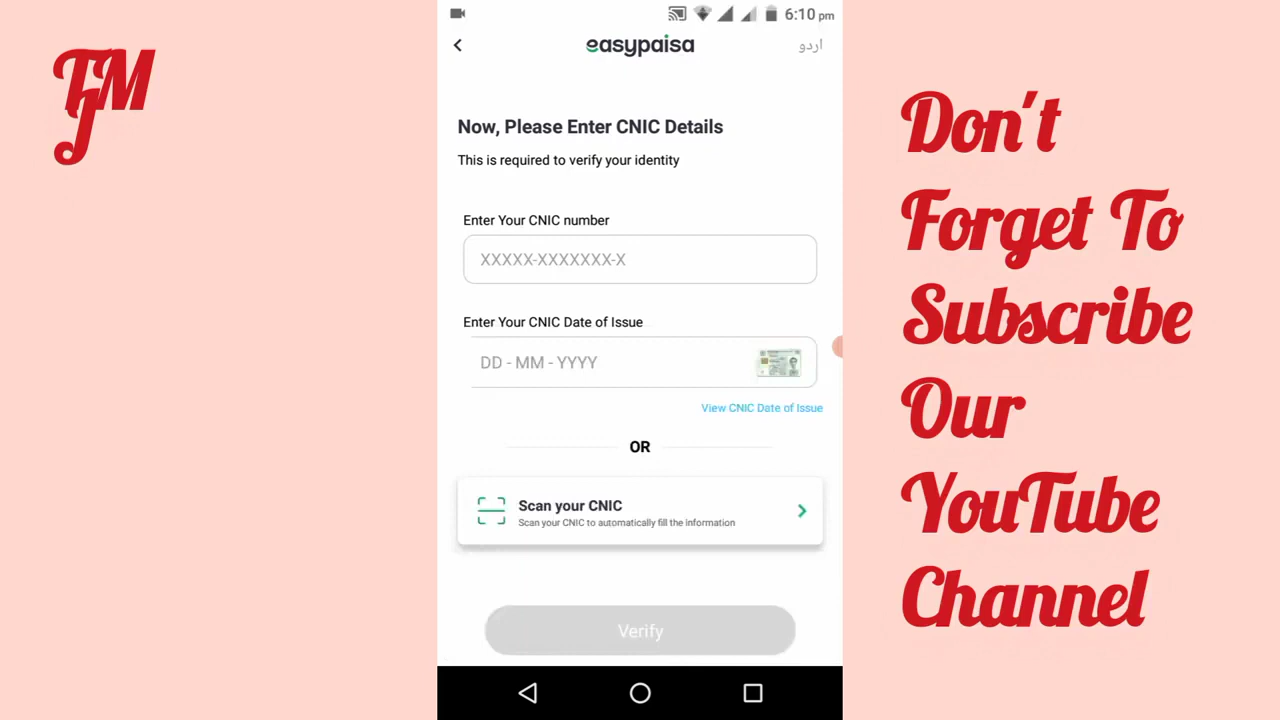 TJM
6:10 pm
easypaisa
اردو
Now, Please Enter CNIC Details
This is required to verify your identity
Enter Your CNIC number
XXXXX-XXXXXXX-X
Enter Your CNIC Date of Issue
DD - MM - YYYY
View CNIC Date of Issue
OR
Scan your CNIC
Scan your CNIC to automatically fill the information
Verify
Don't
Forget To
Subscribe
Our
YouTube
Channel